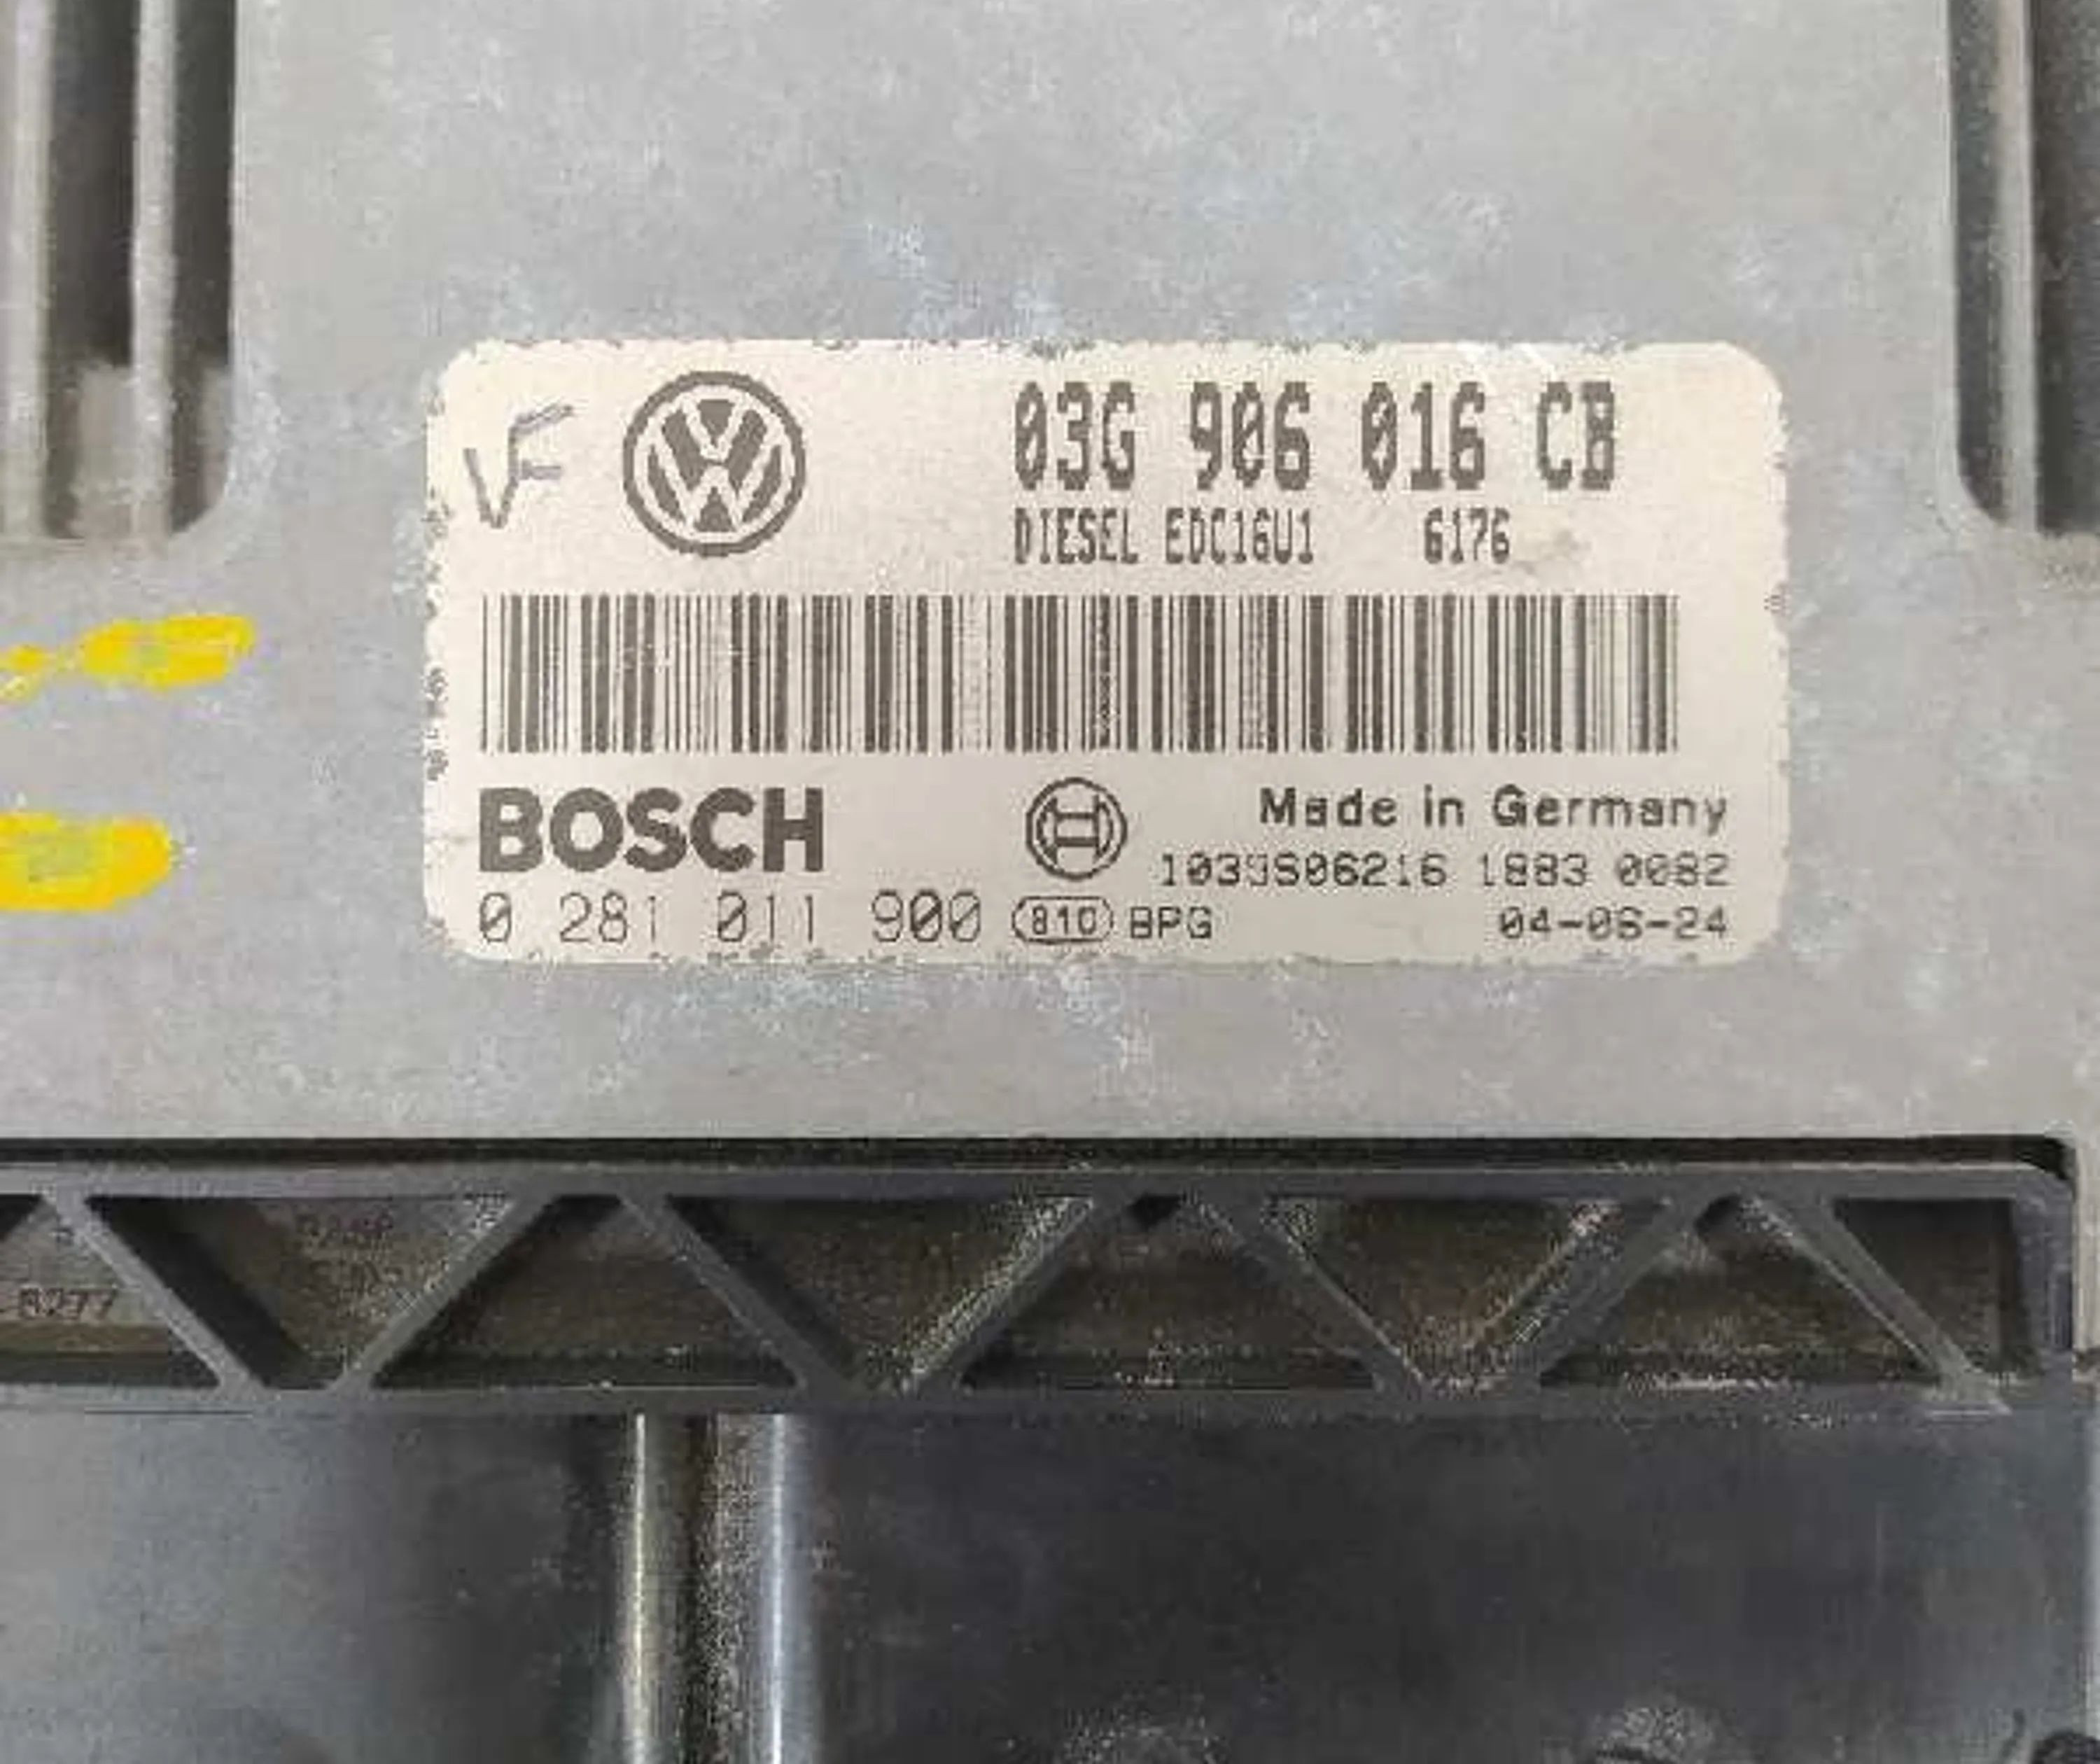 VF
03G 906 016 CB
DIESEL EDC16U1 6176
BOSCH
Made in Germany
1039S06216 1883 0082
0 281 011 900 810 BPG
04-06-24
8277